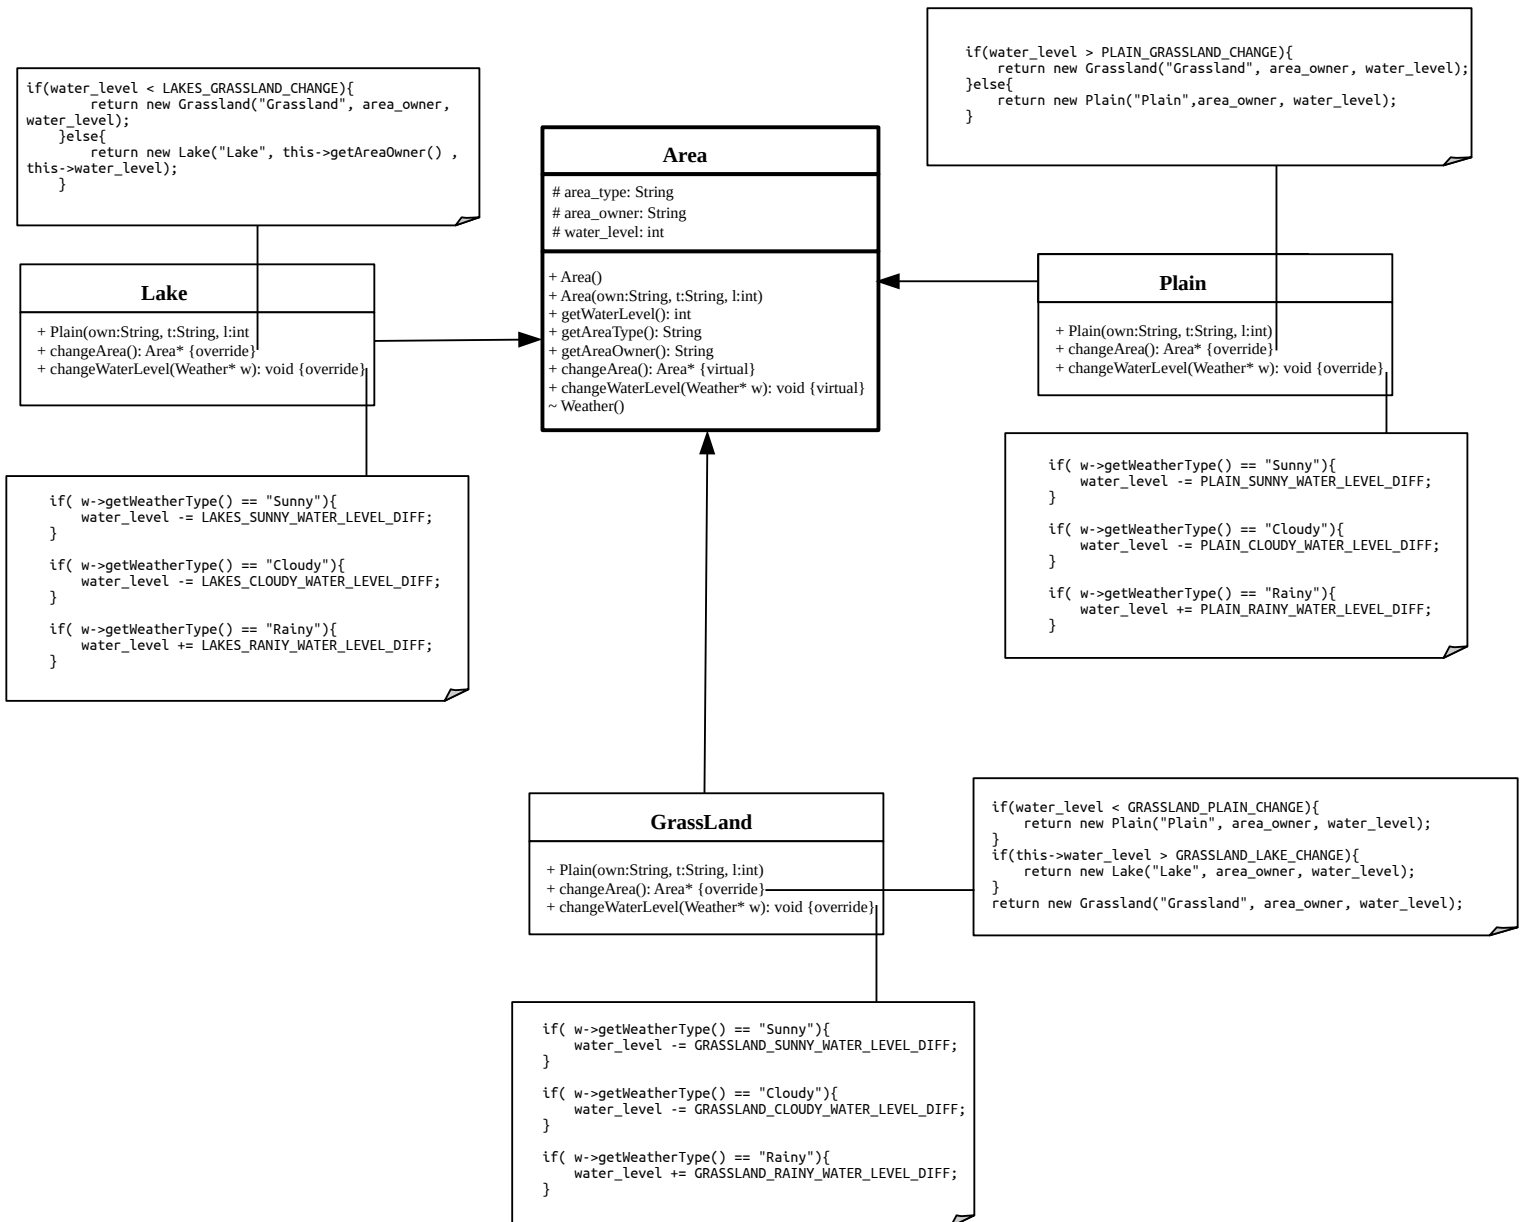 if(water_level < LAKES_GRASSLAND_CHANGE){
        return new Grassland("Grassland", area_owner,
water_level);
    }else{
        return new Lake("Lake", this->getAreaOwner() ,
this->water_level);
    }
Lake
+ Plain(own:String, t:String, l:int
+ changeArea(): Area* {override}
+ changeWaterLevel(Weather* w): void {override}
if( w->getWeatherType() == "Sunny"){
    water_level -= LAKES_SUNNY_WATER_LEVEL_DIFF;
}
if( w->getWeatherType() == "Cloudy"){
    water_level -= LAKES_CLOUDY_WATER_LEVEL_DIFF;
}
if( w->getWeatherType() == "Rainy"){
    water_level += LAKES_RANIY_WATER_LEVEL_DIFF;
}
Area
# area_type: String
# area_owner: String
# water_level: int
+ Area()
+ Area(own:String, t:String, l:int)
+ getWaterLevel(): int
+ getAreaType(): String
+ getAreaOwner(): String
+ changeArea(): Area* {virtual}
+ changeWaterLevel(Weather* w): void {virtual}
~ Weather()
if(water_level > PLAIN_GRASSLAND_CHANGE){
    return new Grassland("Grassland", area_owner, water_level);
}else{
    return new Plain("Plain",area_owner, water_level);
}
Plain
+ Plain(own:String, t:String, l:int)
+ changeArea(): Area* {override}
+ changeWaterLevel(Weather* w): void {override}
if( w->getWeatherType() == "Sunny"){
    water_level -= PLAIN_SUNNY_WATER_LEVEL_DIFF;
}
if( w->getWeatherType() == "Cloudy"){
    water_level -= PLAIN_CLOUDY_WATER_LEVEL_DIFF;
}
if( w->getWeatherType() == "Rainy"){
    water_level += PLAIN_RAINY_WATER_LEVEL_DIFF;
}
GrassLand
+ Plain(own:String, t:String, l:int)
+ changeArea(): Area* {override}
+ changeWaterLevel(Weather* w): void {override}
if(water_level < GRASSLAND_PLAIN_CHANGE){
    return new Plain("Plain", area_owner, water_level);
}
if(this->water_level > GRASSLAND_LAKE_CHANGE){
    return new Lake("Lake", area_owner, water_level);
}
return new Grassland("Grassland", area_owner, water_level);
if( w->getWeatherType() == "Sunny"){
    water_level -= GRASSLAND_SUNNY_WATER_LEVEL_DIFF;
}
if( w->getWeatherType() == "Cloudy"){
    water_level -= GRASSLAND_CLOUDY_WATER_LEVEL_DIFF;
}
if( w->getWeatherType() == "Rainy"){
    water_level += GRASSLAND_RAINY_WATER_LEVEL_DIFF;
}